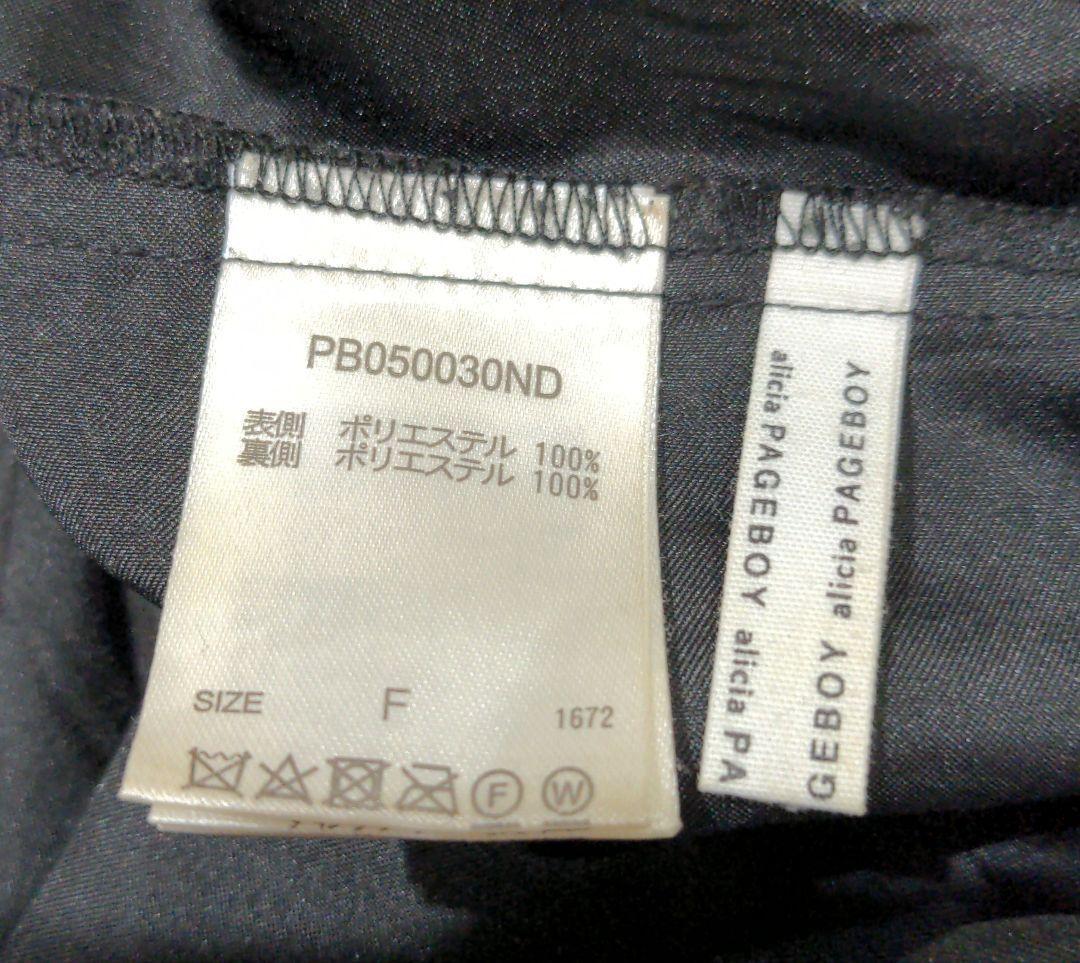 PB050030ND
表側 ポリエステル 100%
裏側 ポリエステル 100%
SIZE F 1672
F W
alicia PAGEBOY alicia PA
GEBOY alicia PAGEBOY